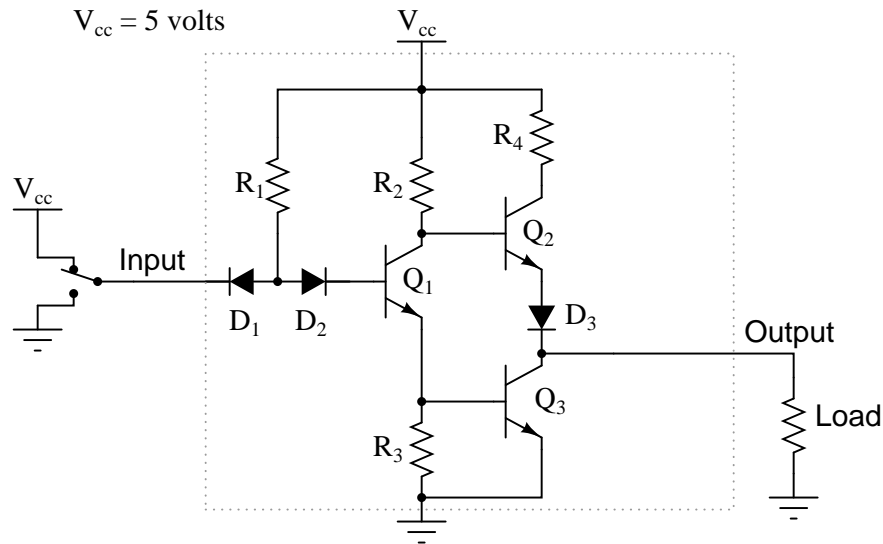 Vcc = 5 volts
Vcc
R4
R1
R2
Vcc
Q2
Input
Q1
D1
D2
D3
Output
Q3
Load
R3